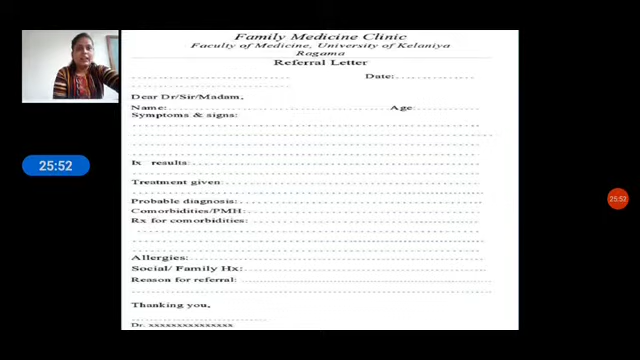 Family Medicine Clinic
Faculty of Medicine, University of Kelaniya
Ragama
Referral Letter
Date:
Dear Dr/Sir/Madam,
Name: Age
Symptoms & signs:
25:52
Ix results:
25:52
Treatment given
Probable diagnosis:
Comorbidities/PMH:
Rx for comorbidities:
Allergies:
Social/ Family Hx:
Reason for referral:
Thanking you,
Dr. xxxxxxxxxxxxxxx